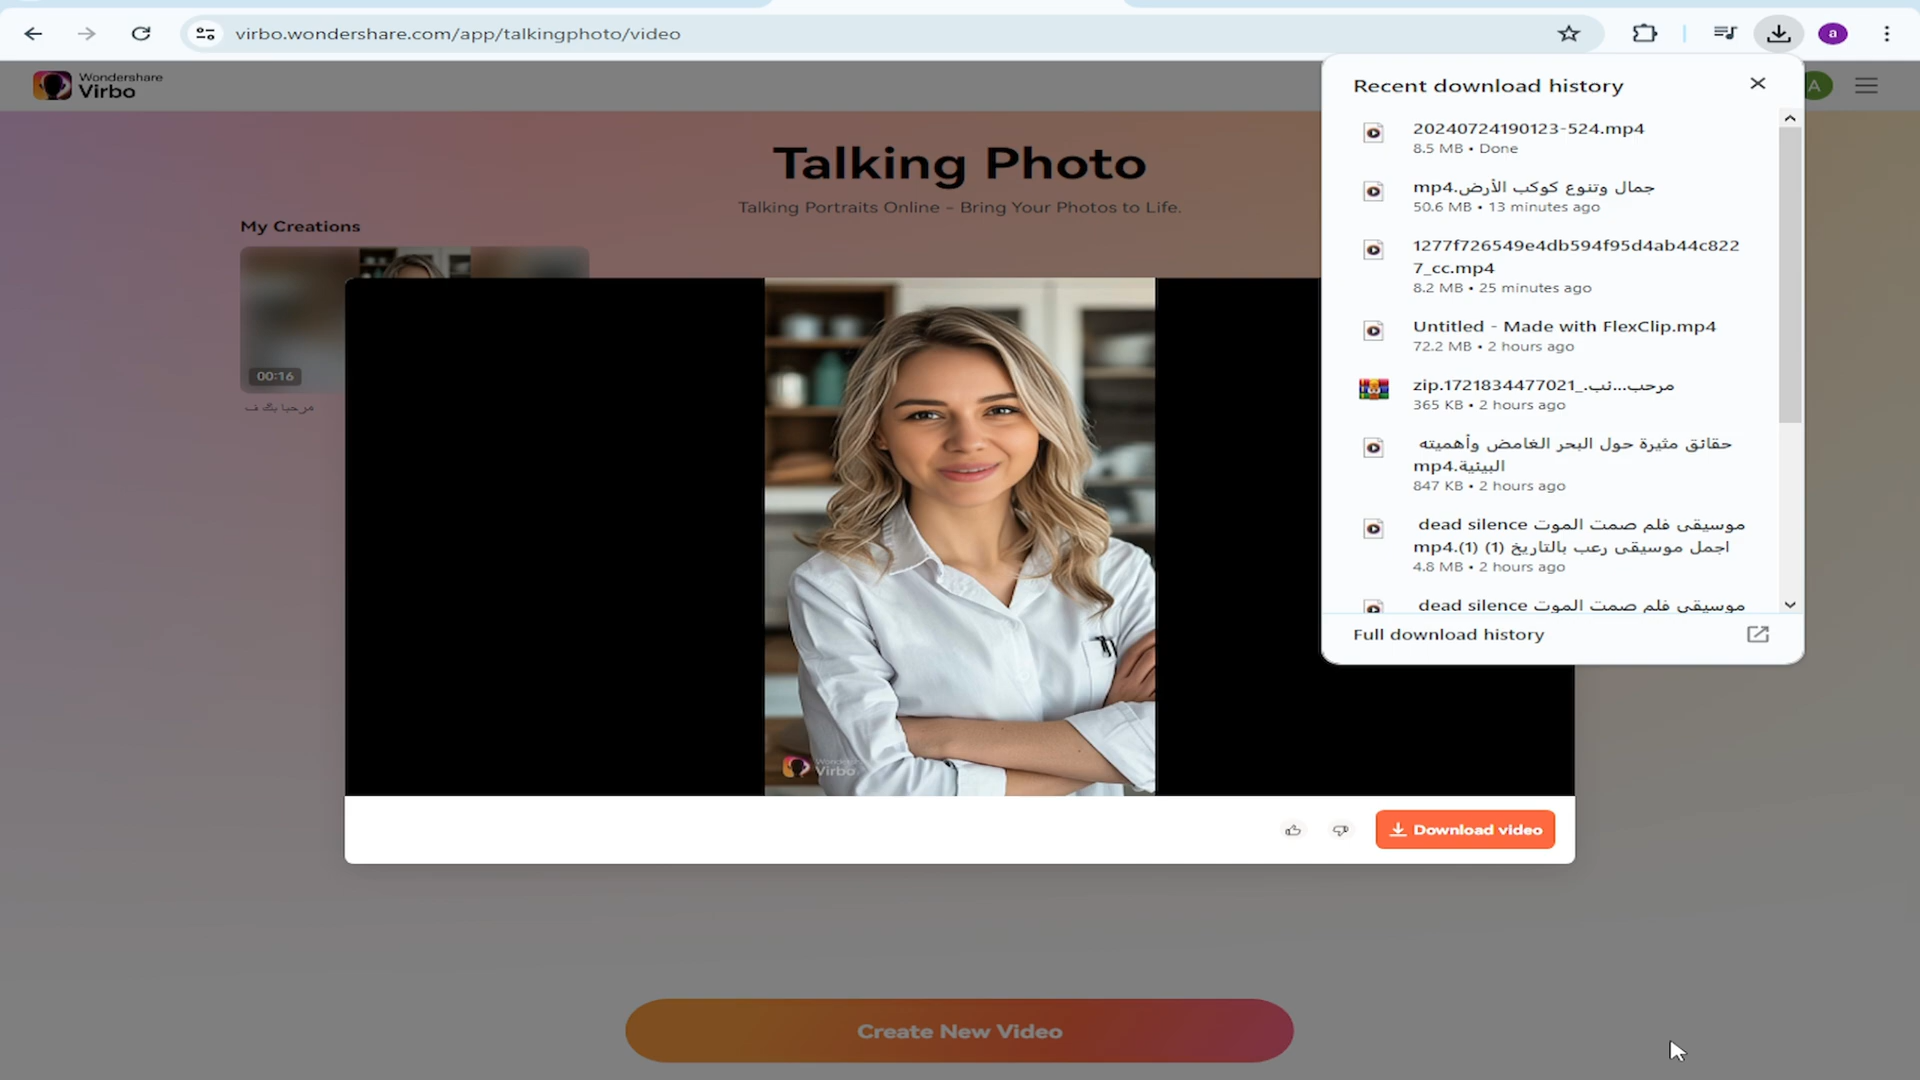 virbo.wondershare.com/app/talkingphoto/video
a
Wondershare
Virbo
A
Talking Photo
Talking Portraits Online - Bring Your Photos to Life.
My Creations
00:16
مرحبا بك ف
Recent download history
20240724190123-524.mp4
8.5 MB • Done
جمال وتنوع كوكب الأرض.mp4
50.6 MB • 13 minutes ago
1277f726549e4db594f95d4ab44c822
7_cc.mp4
8.2 MB • 25 minutes ago
Untitled - Made with FlexClip.mp4
72.2 MB • 2 hours ago
مرحب...ئب._1721834477021.zip
365 KB • 2 hours ago
حقائق مثيرة حول البحر الغامض وأهميته
البيئية.mp4
847 KB • 2 hours ago
موسيقى فلم صمت الموت dead silence
اجمل موسيقى رعب بالتاريخ (1) (1).mp4
4.8 MB • 2 hours ago
موسيقى فلم صمت الموت dead silence
Full download history
Wondershare
Virbo
Download video
Create New Video